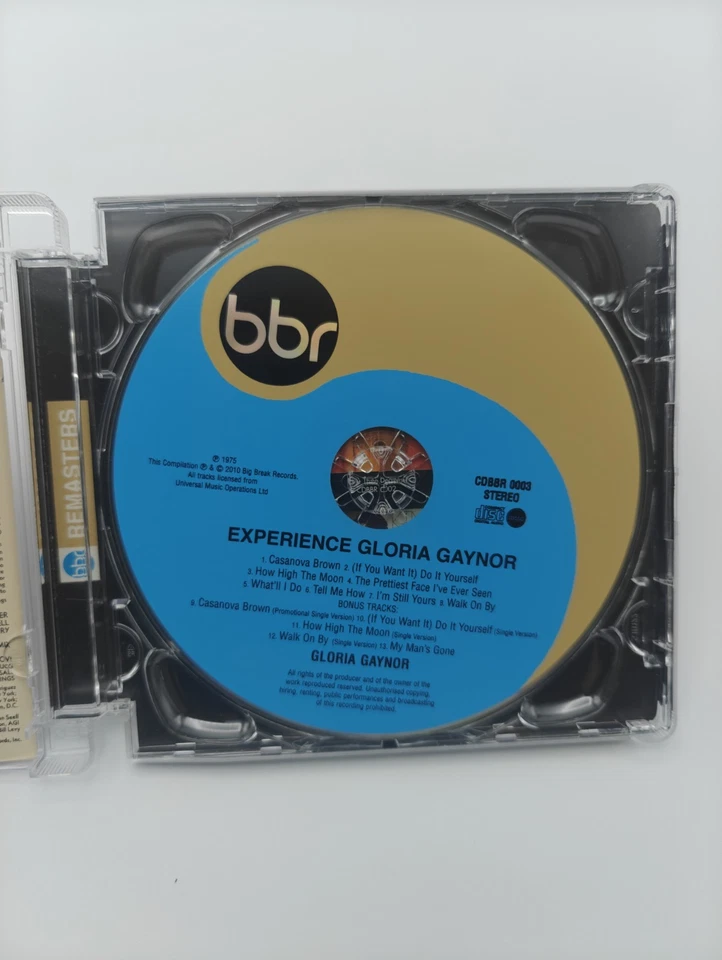 bbr
℗ 1975
This Compilation ℗ & © 2010 Big Break Records.
All tracks licensed from
Universal Music Operations Ltd
CDBBR 0003
STEREO
disc
EXPERIENCE GLORIA GAYNOR
1. Casanova Brown 2. (If You Want It) Do It Yourself
3. How High The Moon 4. The Prettiest Face I've Ever Seen
5. What'll I Do 6. Tell Me How 7. I'm Still Yours 8. Walk On By
BONUS TRACKS:
9. Casanova Brown (Promotional Single Version) 10. (If You Want It) Do It Yourself (Single Version)
11. How High The Moon (Single Version)
12. Walk On By (Single Version) 13. My Man's Gone
GLORIA GAYNOR
All rights of the producer and of the owner of the
work reproduced reserved. Unauthorised copying,
hiring, renting, public performances and broadcasting
of this recording prohibited.
bbr REMASTERS